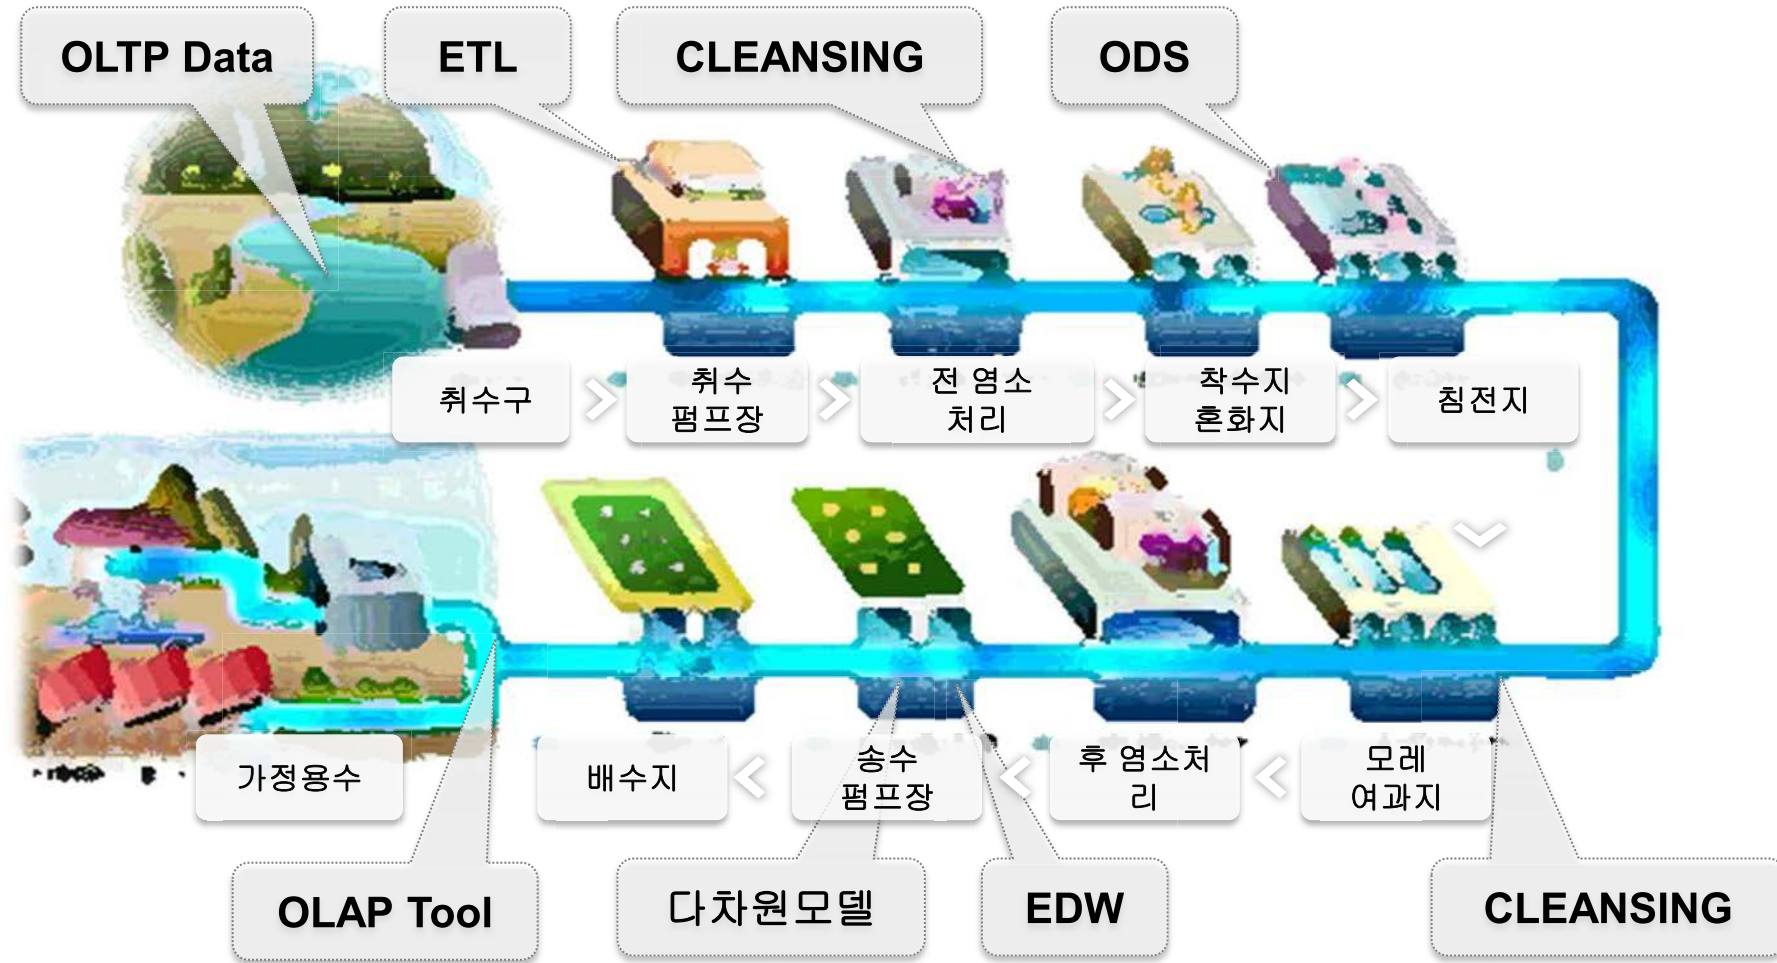 OLTP Data
ETL
CLEANSING
ODS
취수구
취수
펌프장
전 염소
처리
착수지
혼화지
침전지
가정용수
배수지
송수
펌프장
후 염소처
리
모레
여과지
OLAP Tool
다차원모델
EDW
CLEANSING